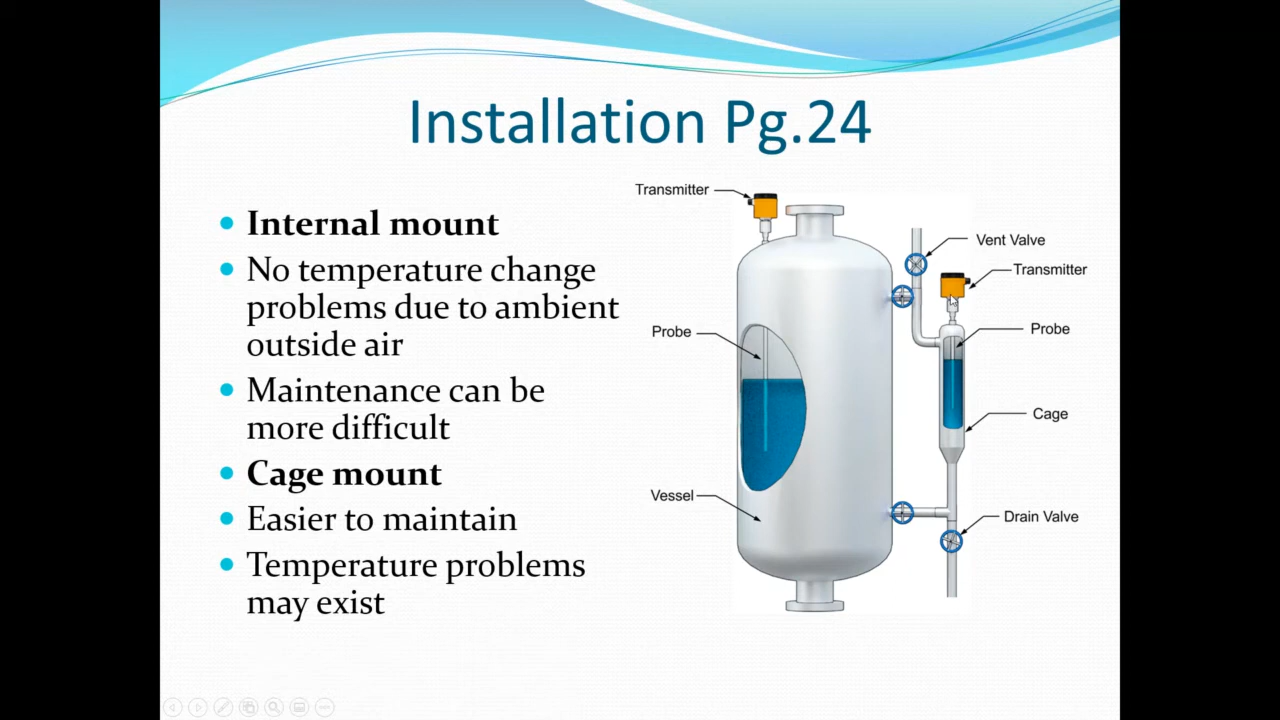 Installation Pg.24
Internal mount
No temperature change
problems due to ambient
outside air
Maintenance can be
more difficult
Cage mount
Easier to maintain
Temperature problems
may exist
Transmitter
Vent Valve
Transmitter
Probe
Probe
Cage
Vessel
Drain Valve